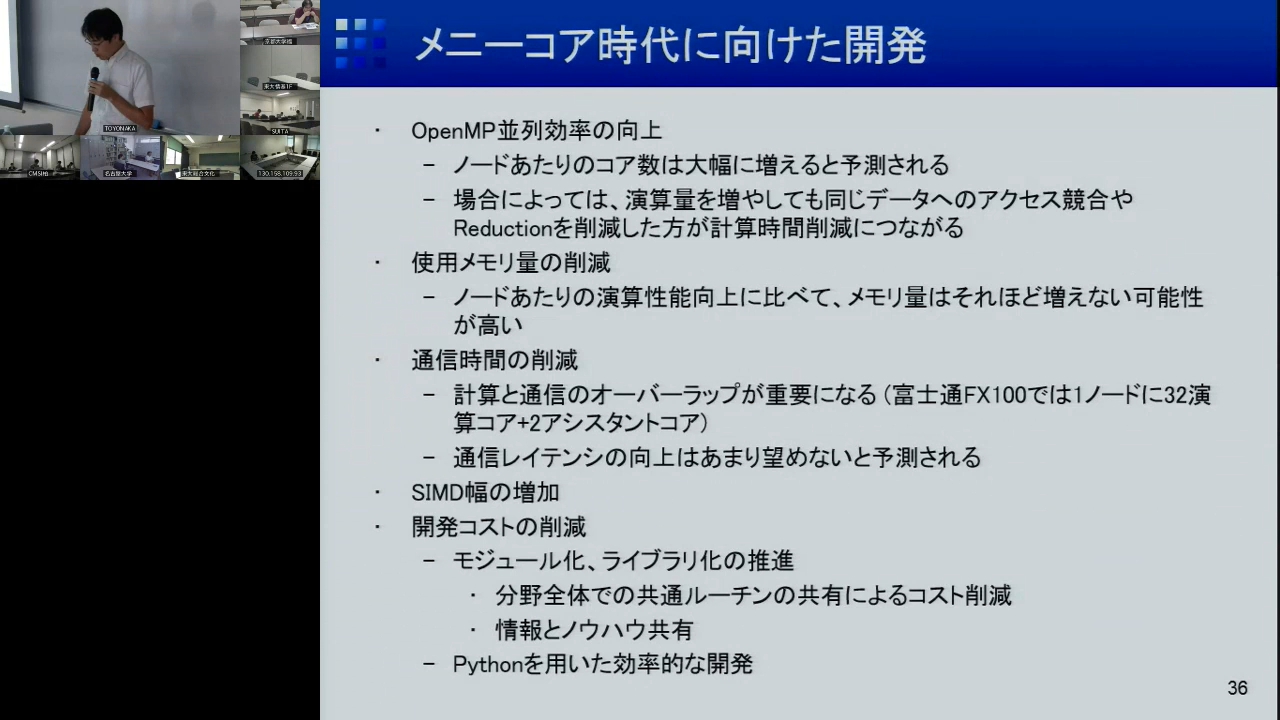 メニーコア時代に向けた開発
・ OpenMP並列効率の向上
– ノードあたりのコア数は大幅に増えると予測される
– 場合によっては、演算量を増やしても同じデータへのアクセス競合や
Reductionを削減した方が計算時間削減につながる
・ 使用メモリ量の削減
– ノードあたりの演算性能向上に比べて、メモリ量はそれほど増えない可能性
が高い
・ 通信時間の削減
– 計算と通信のオーバーラップが重要になる (富士通FX100では1ノードに32演
算コア+2アシスタントコア)
– 通信レイテンシの向上はあまり望めないと予測される
・ SIMD幅の増加
・ 開発コストの削減
– モジュール化、ライブラリ化の推進
・ 分野全体での共通ルーチンの共有によるコスト削減
・ 情報とノウハウ共有
– Pythonを用いた効率的な開発
36
TOYONAKA
SUITA
CMSI柏
名古屋大学
東大総合文化
130.158.109.93